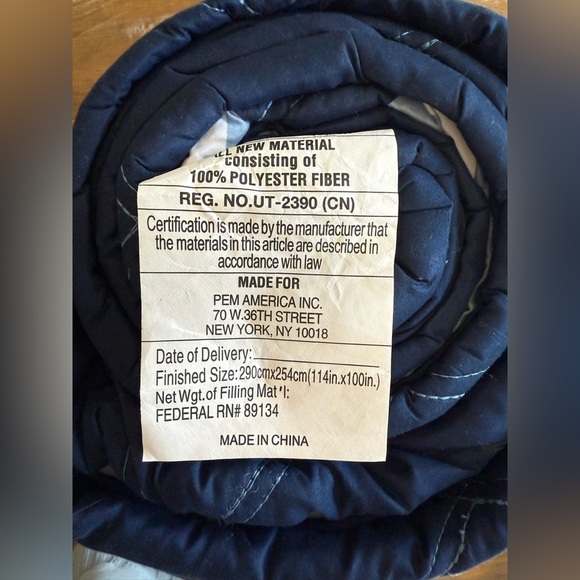 NEW MATERIAL
consisting of
100% POLYESTER FIBER
REG. NO.UT-2390 (CN)
Certification is made by the manufacturer that
the materials in this article are described in
accordance with law
MADE FOR
PEM AMERICA INC.
70 W.36TH STREET
NEW YORK, NY 10018
Date of Delivery:
Finished Size:290cmx254cm(114in.x100in.)
Net Wgt.of Filling Mat'l:
FEDERAL RN# 89134
MADE IN CHINA